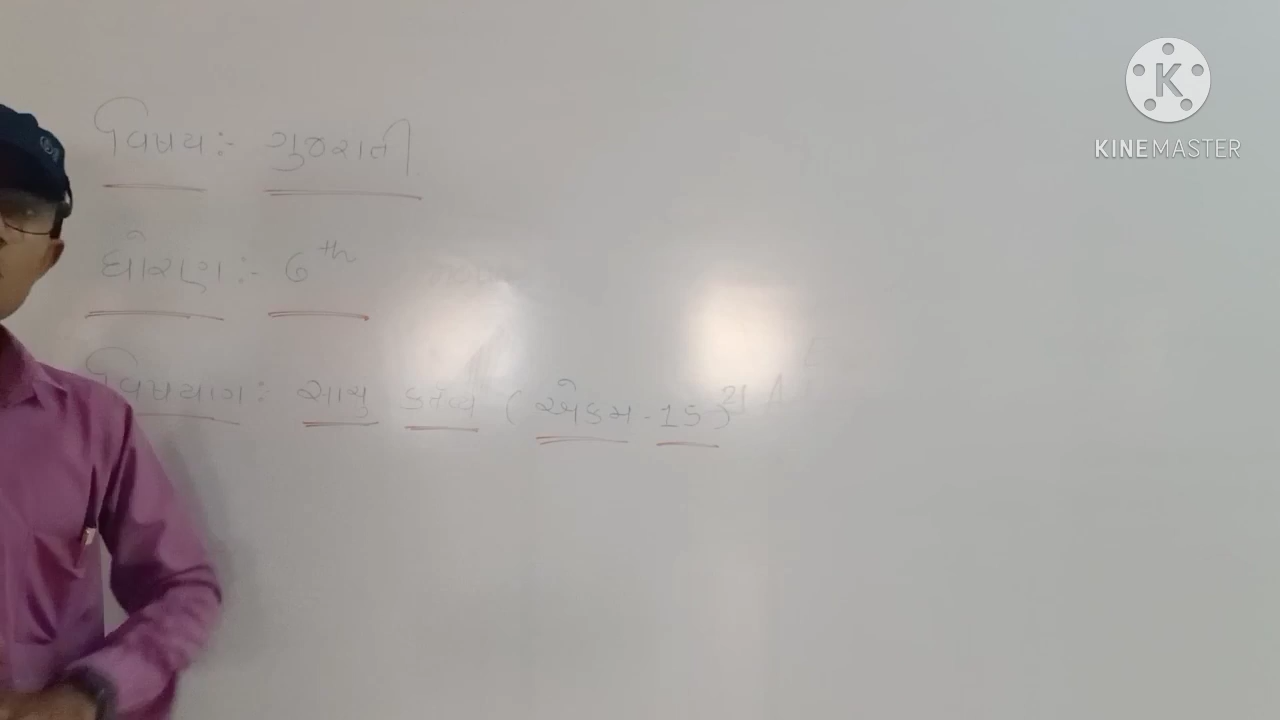 વિષય :- ગુજરાતી
ધોરણ :- 6th
વિષયાંગ : સાચુ કર્તવ્ય (એકમ - 15)
KINEMASTER